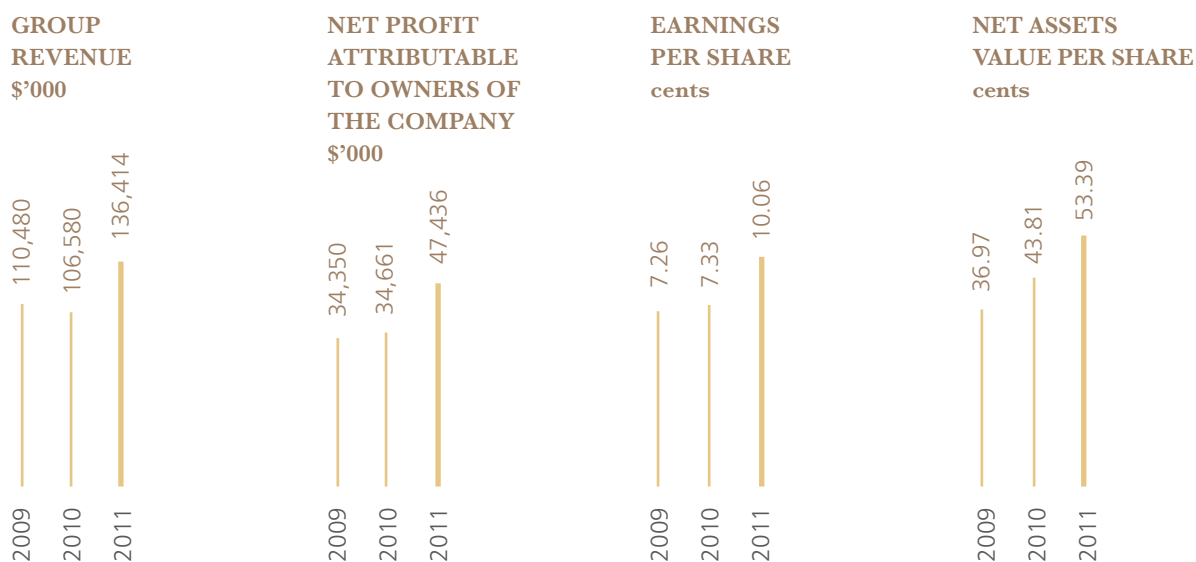 GROUP
REVENUE
$’000
110,480
106,580
136,414
2009
2010
2011
NET PROFIT
ATTRIBUTABLE
TO OWNERS OF
THE COMPANY
$’000
34,350
34,661
47,436
2009
2010
2011
EARNINGS
PER SHARE
cents
7.26
7.33
10.06
2009
2010
2011
NET ASSETS
VALUE PER SHARE
cents
36.97
43.81
53.39
2009
2010
2011